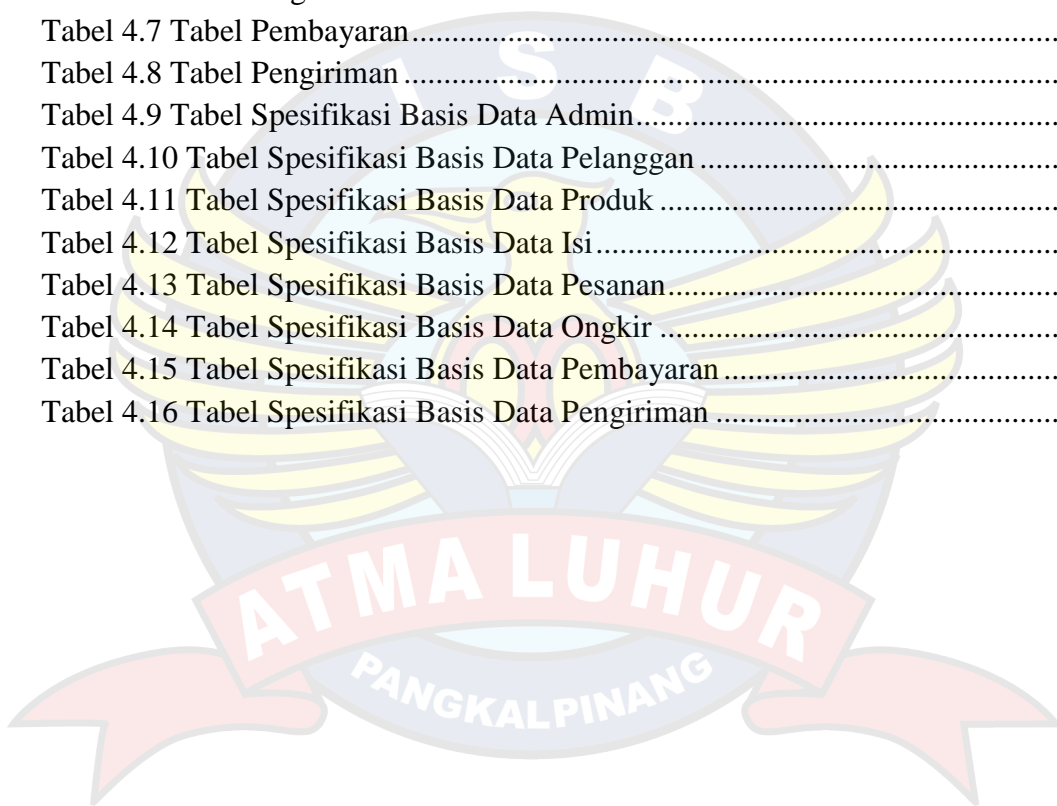 Tabel 4.7 Tabel Pembayaran
Tabel 4.8 Tabel Pengiriman
Tabel 4.9 Tabel Spesifikasi Basis Data Admin
Tabel 4.10 Tabel Spesifikasi Basis Data Pelanggan
Tabel 4.11 Tabel Spesifikasi Basis Data Produk
Tabel 4.12 Tabel Spesifikasi Basis Data Isi
Tabel 4.13 Tabel Spesifikasi Basis Data Pesanan
Tabel 4.14 Tabel Spesifikasi Basis Data Ongkir
Tabel 4.15 Tabel Spesifikasi Basis Data Pembayaran
Tabel 4.16 Tabel Spesifikasi Basis Data Pengiriman
I S B
ATMA LUHUR
PANGKALPINANG